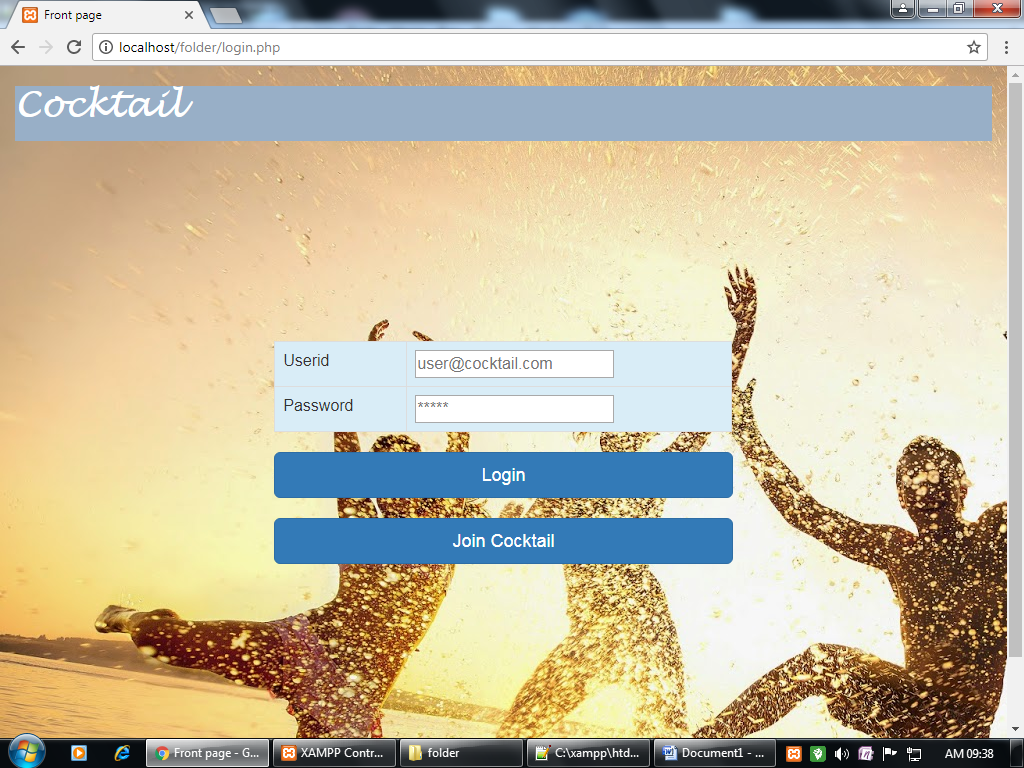 Front page
localhost/folder/login.php
Cocktail
Userid user@cocktail.com
Password *****
Login
Join Cocktail
Front page - G... XAMPP Contr... folder C:\xampp\htd... Document1 - ... AM 09:38